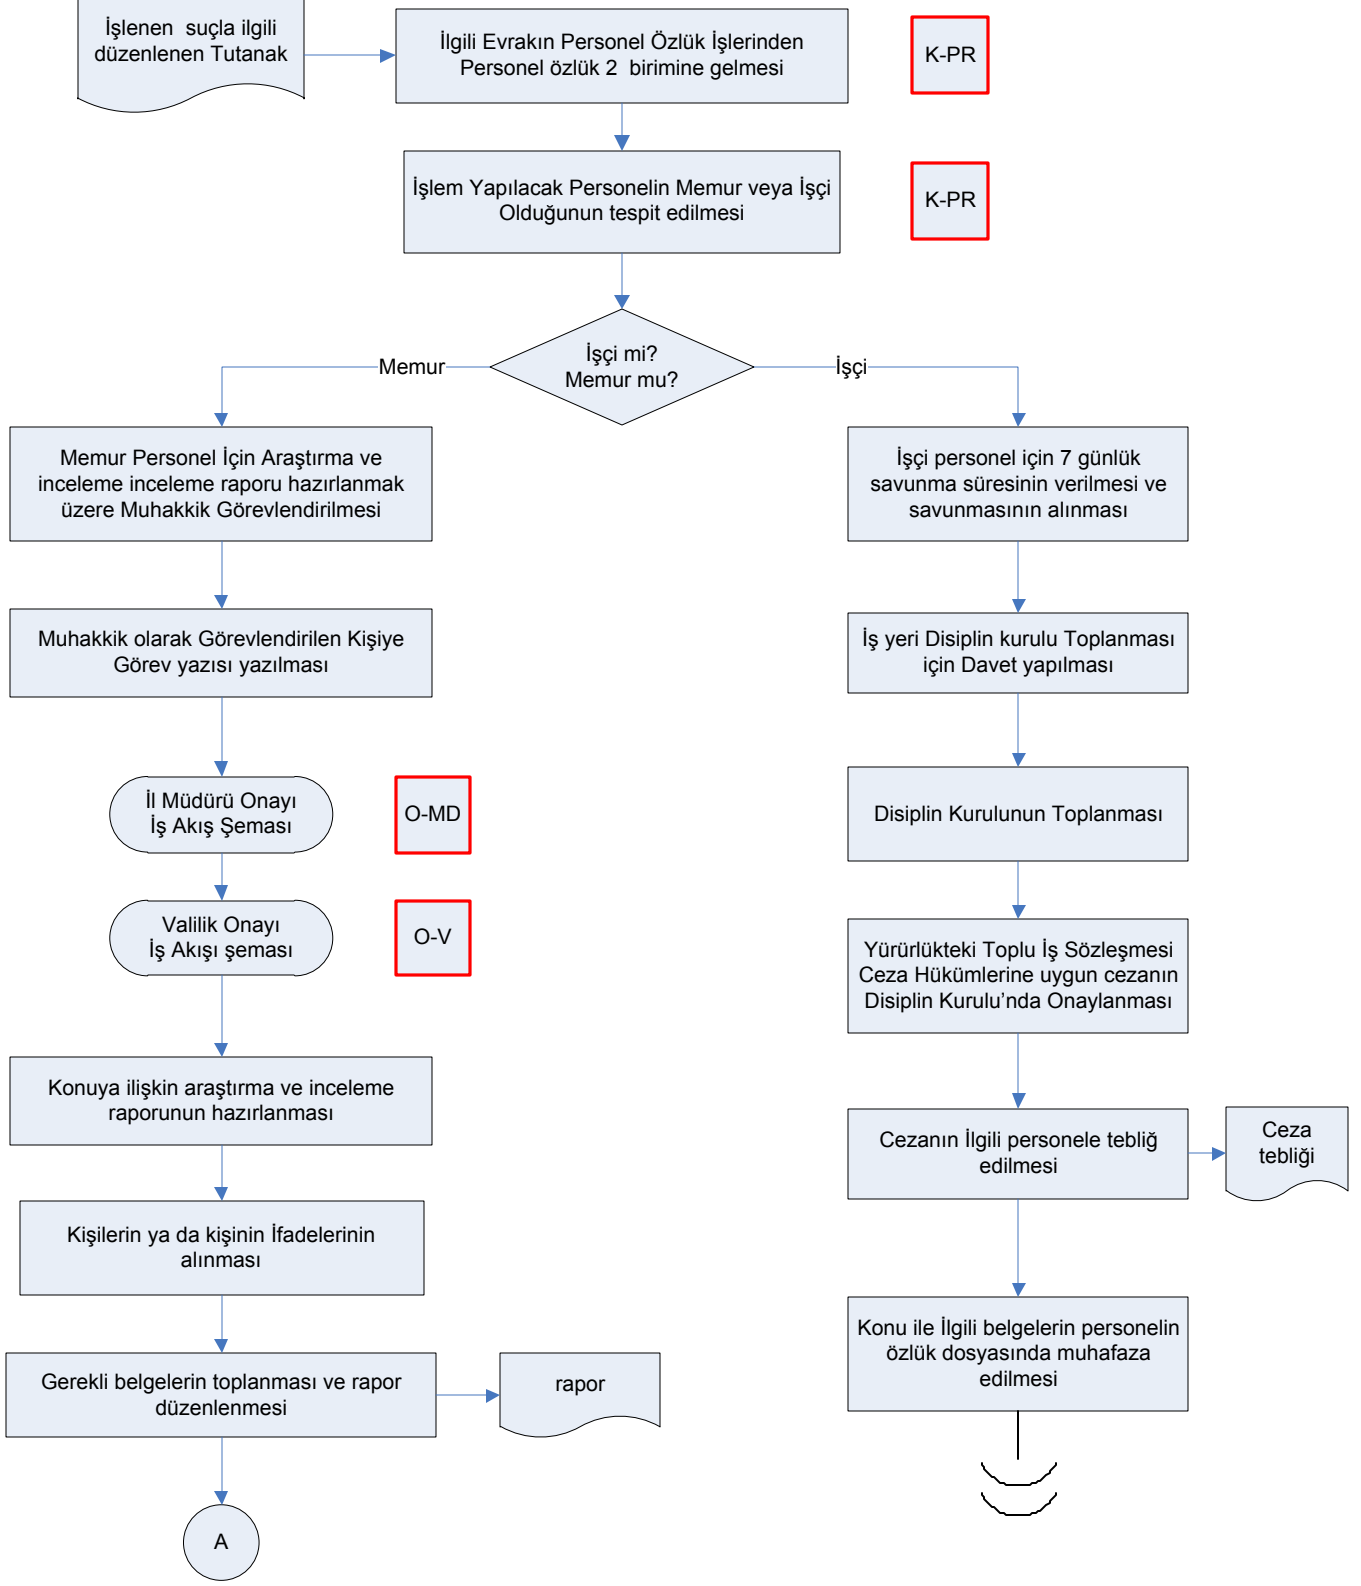 İşlenen suçla ilgili
düzenlenen Tutanak
İlgili Evrakın Personel Özlük İşlerinden
Personel özlük 2 birimine gelmesi
K-PR
İşlem Yapılacak Personelin Memur veya İşçi
Olduğunun tespit edilmesi
K-PR
İşçi mi?
Memur mu?
Memur
İşçi
Memur Personel İçin Araştırma ve
inceleme inceleme raporu hazırlanmak
üzere Muhakkik Görevlendirilmesi
Muhakkik olarak Görevlendirilen Kişiye
Görev yazısı yazılması
İl Müdürü Onayı
İş Akış Şeması
O-MD
Valilik Onayı
İş Akışı şeması
O-V
Konuya ilişkin araştırma ve inceleme
raporunun hazırlanması
Kişilerin ya da kişinin İfadelerinin
alınması
Gerekli belgelerin toplanması ve rapor
düzenlenmesi
rapor
A
İşçi personel için 7 günlük
savunma süresinin verilmesi ve
savunmasının alınması
İş yeri Disiplin kurulu Toplanması
için Davet yapılması
Disiplin Kurulunun Toplanması
Yürürlükteki Toplu İş Sözleşmesi
Ceza Hükümlerine uygun cezanın
Disiplin Kurulu’nda Onaylanması
Cezanın İlgili personele tebliğ
edilmesi
Ceza
tebliği
Konu ile İlgili belgelerin personelin
özlük dosyasında muhafaza
edilmesi